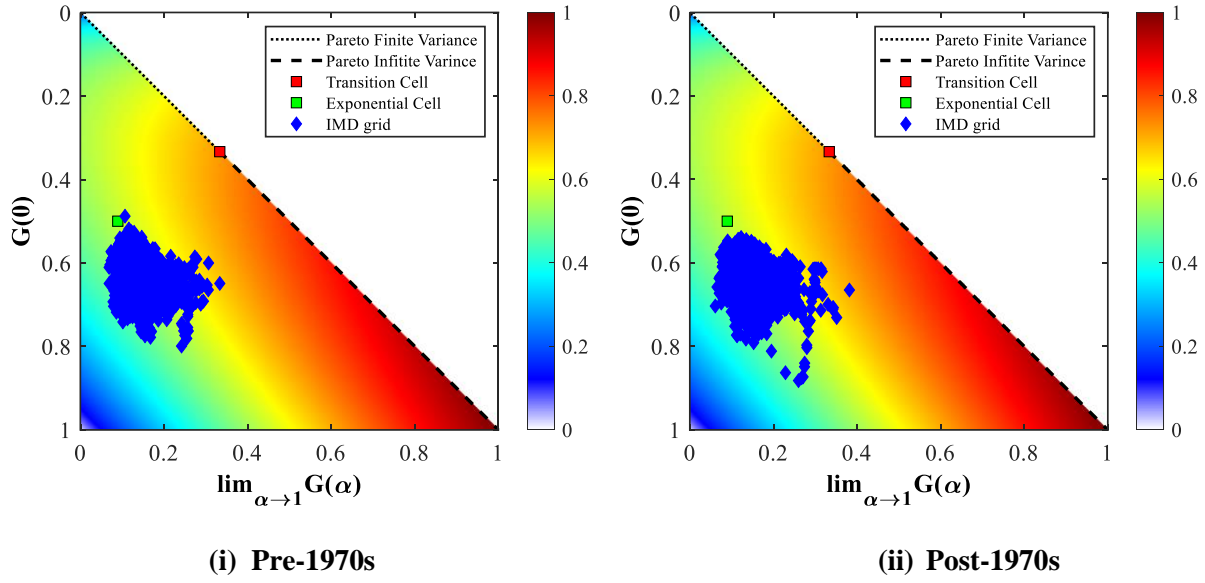 0
0.2
0.4
0.6
0.8
1
G(0)
0
0.2
0.4
0.6
0.8
1
lim α→1 G(α)
Pareto Finite Variance
Pareto Infitite Varince
Transition Cell
Exponential Cell
IMD grid
1
0.8
0.6
0.4
0.2
0
(i) Pre-1970s
0
0.2
0.4
0.6
0.8
1
G(0)
0
0.2
0.4
0.6
0.8
1
lim α→1 G(α)
Pareto Finite Variance
Pareto Infitite Varince
Transition Cell
Exponential Cell
IMD grid
1
0.8
0.6
0.4
0.2
0
(ii) Post-1970s